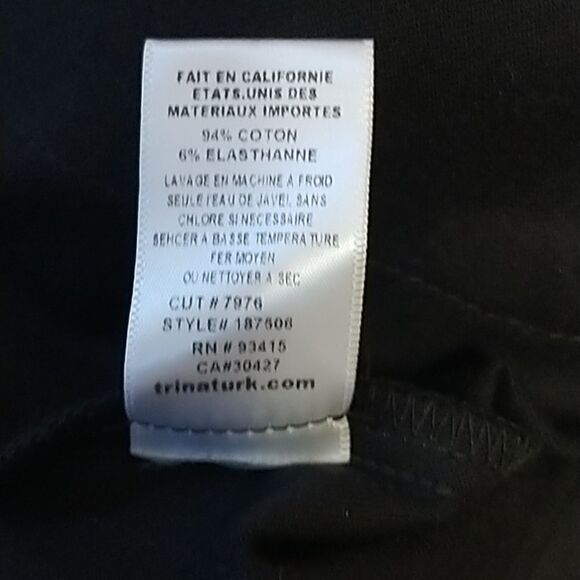 FAIT EN CALIFORNIE
ETATS.UNIS DES
MATERIAUX IMPORTES
94% COTON
6% ELASTHANNE
LAVAGE EN MACHINE A FROID
SEULE L'EAU DE JAVEL SANS
CHLORE SI NECESSAIRE
SEHCER A BASSE TEMPERATURE
FER MOYEN
OU NETTOYER A SEC
CUT # 7976
STYLE# 187506
RN # 93415
CA#30427
trinaturk.com